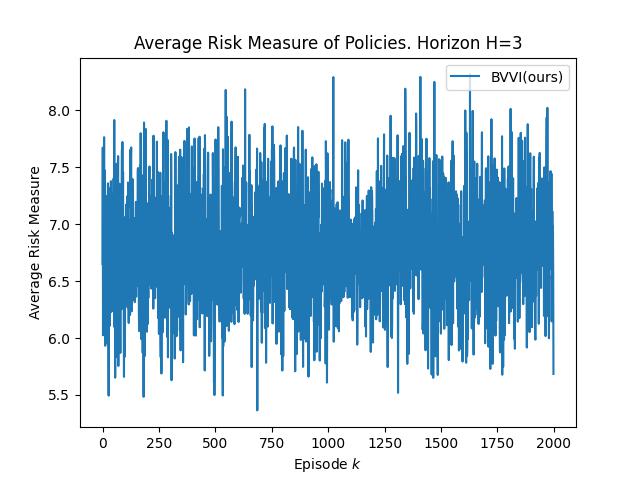 Average Risk Measure of Policies. Horizon H=3
BVVI(ours)
Average Risk Measure
8.0
7.5
7.0
6.5
6.0
5.5
0 250 500 750 1000 1250 1500 1750 2000
Episode k